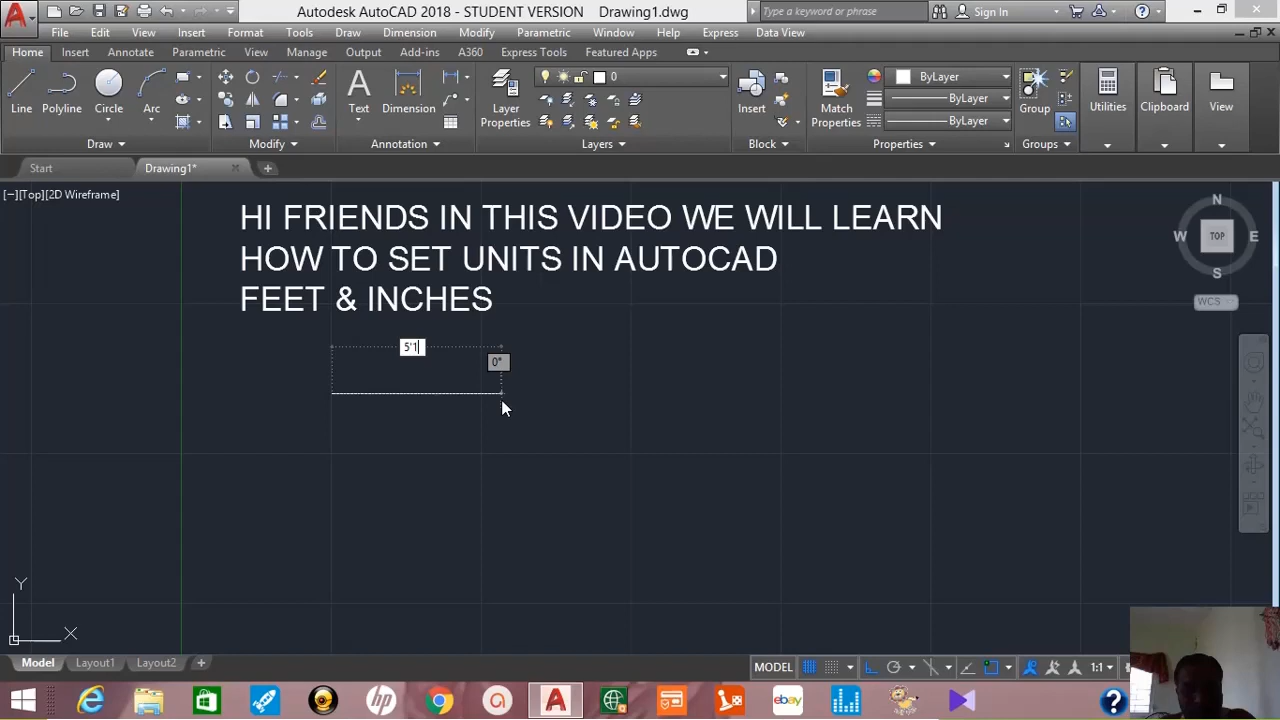 Autodesk AutoCAD 2018 - STUDENT VERSION Drawing1.dwg
Type a keyword or phrase
Sign In
File Edit View Insert Format Tools Draw Dimension Modify Parametric Window Help Express Data View
Home Insert Annotate Parametric View Manage Output Add-ins A360 Express Tools Featured Apps
Line Polyline Circle Arc
Text Dimension
Layer Properties
0
Insert
Match Properties
ByLayer
ByLayer
ByLayer
Group
Utilities
Clipboard
View
Draw Modify Annotation Layers Block Properties Groups
Start Drawing1*
[−][Top][2D Wireframe]
HI FRIENDS IN THIS VIDEO WE WILL LEARN
HOW TO SET UNITS IN AUTOCAD
FEET & INCHES
N
W TOP E
S
WCS
5'1
0°
Y
X
Model Layout1 Layout2
MODEL
1:1
hp
ebay